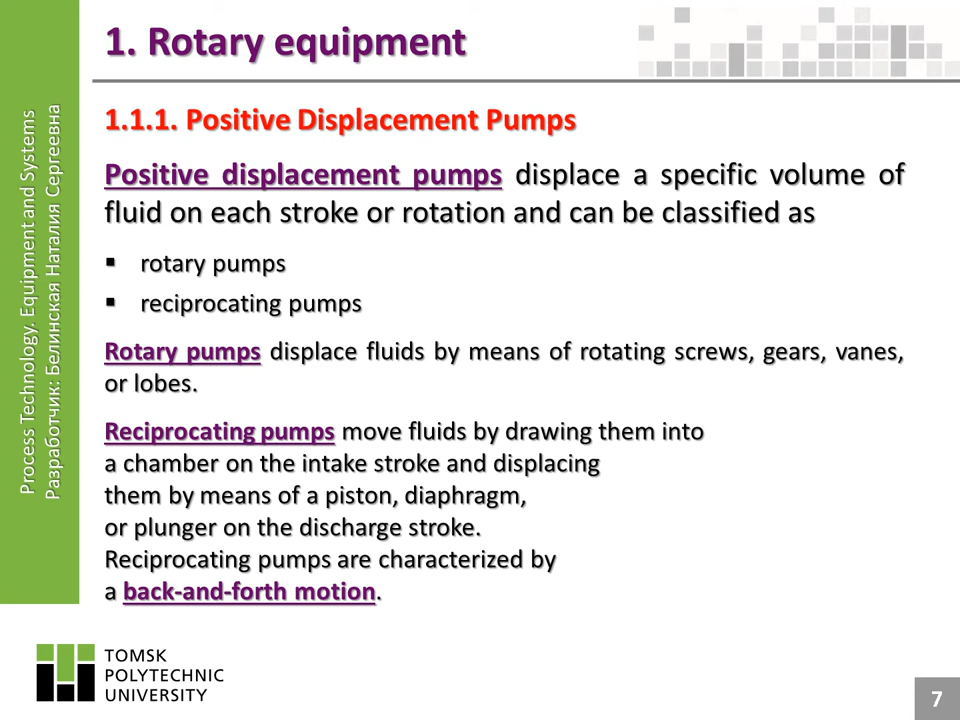 1. Rotary equipment
Process Technology. Equipment and Systems
Разработчик: Белинская Наталия Сергеевна
1.1.1. Positive Displacement Pumps
Positive displacement pumps displace a specific volume of
fluid on each stroke or rotation and can be classified as
▪ rotary pumps
▪ reciprocating pumps
Rotary pumps displace fluids by means of rotating screws, gears, vanes,
or lobes.
Reciprocating pumps move fluids by drawing them into
a chamber on the intake stroke and displacing
them by means of a piston, diaphragm,
or plunger on the discharge stroke.
Reciprocating pumps are characterized by
a back-and-forth motion.
TOMSK
POLYTECHNIC
UNIVERSITY
7